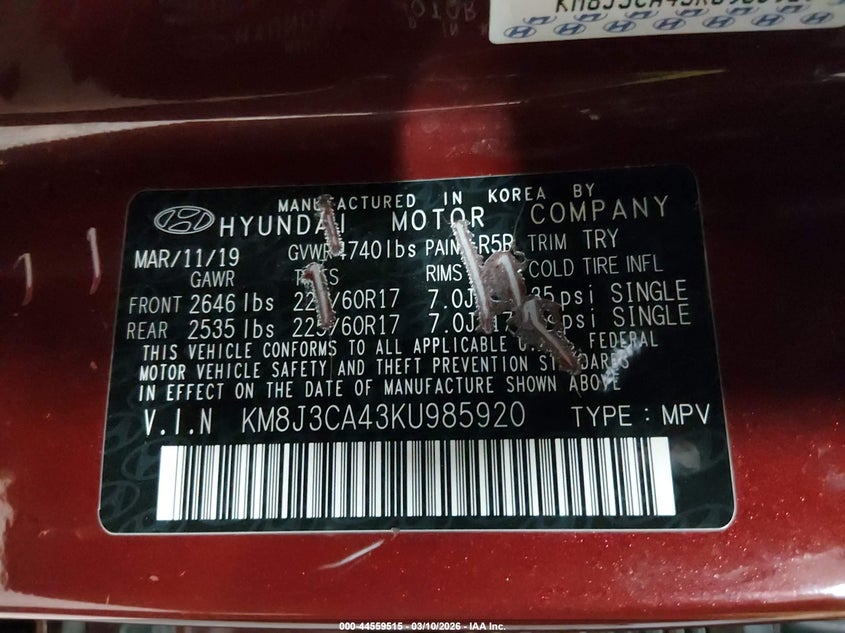 MANUFACTURED IN KOREA BY
HYUNDAI MOTOR COMPANY
MAR/11/19 GVWR 4740lbs PAINT R5R TRIM TRY
GAWR RIMS COLD TIRE INFL
FRONT 2646 lbs 225/60R17 7.0J psi SINGLE
REAR 2535 lbs 225/60R17 7.0J psi SINGLE
THIS VEHICLE CONFORMS TO ALL APPLICABLE FEDERAL
MOTOR VEHICLE SAFETY AND THEFT PREVENTION STANDARDS
IN EFFECT ON THE DATE OF MANUFACTURE SHOWN ABOVE
V.I.N KM8J3CA43KU985920 TYPE : MPV
000-44559515 - 03/10/2026 - IAA Inc.